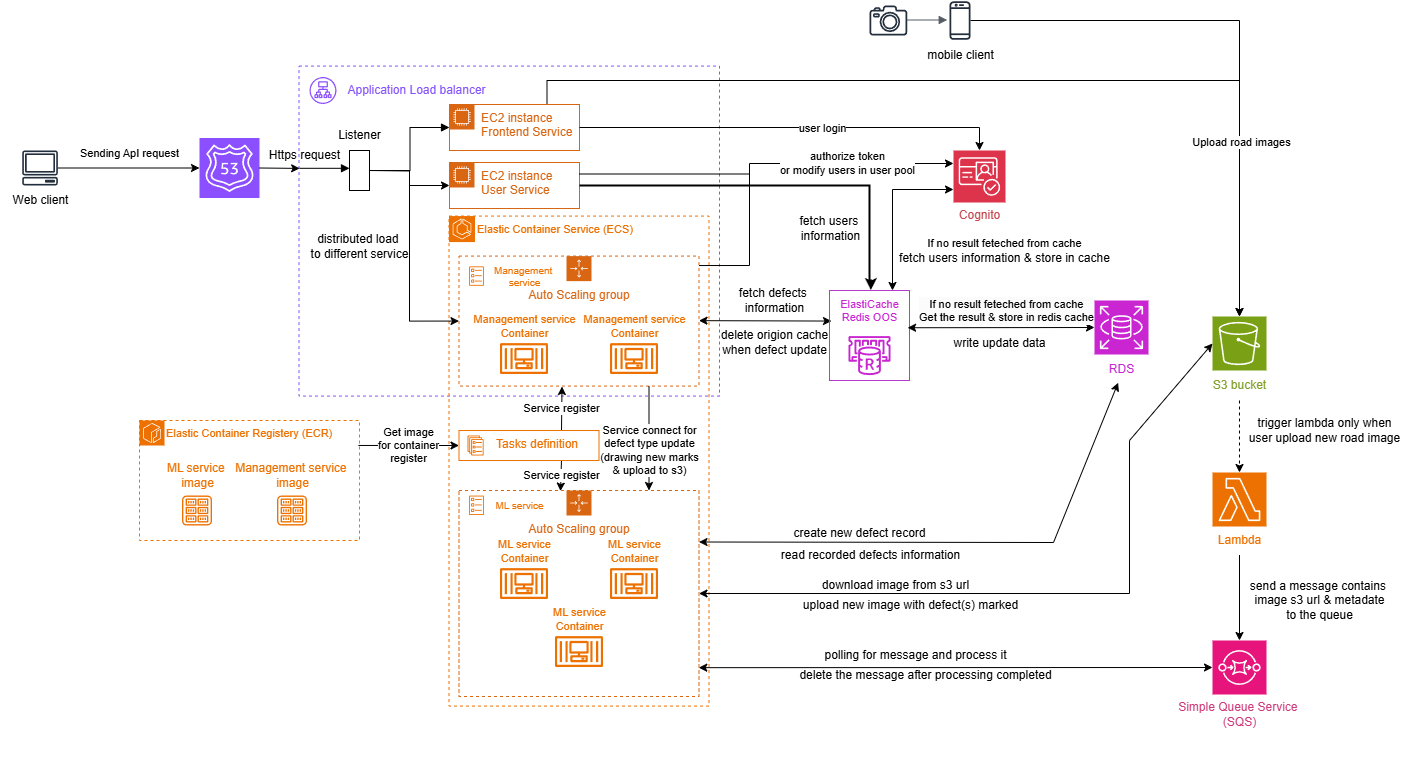 mobile client
Application Load balancer
EC2 instance
Frontend Service
Listener
user login
Upload road images
Sending ApI request
Https request
53
authorize token
or modify users in user pool
EC2 instance
User Service
Web client
Cognito
fetch users
information
Elastic Container Service (ECS)
distributed load
to different service
If no result feteched from cache
fetch users information & store in cache
Management
service
Auto Scaling group
fetch defects
information
ElastiCache
Redis OOS
If no result feteched from cache
Get the result & store in redis cache
Management service
Container
Management service
Container
delete origion cache
when defect update
write update data
R
RDS
S3 bucket
Service register
Elastic Container Registery (ECR)
Get image
for container
register
Tasks definition
Service connect for
defect type update
(drawing new marks
& upload to s3)
trigger lambda only when
user upload new road image
ML service
image
Management service
image
Service register
ML service
Auto Scaling group
create new defect record
Lambda
ML service
Container
ML service
Container
read recorded defects information
download image from s3 url
send a message contains
image s3 url & metadate
to the queue
upload new image with defect(s) marked
ML service
Container
polling for message and process it
delete the message after processing completed
Simple Queue Service
(SQS)